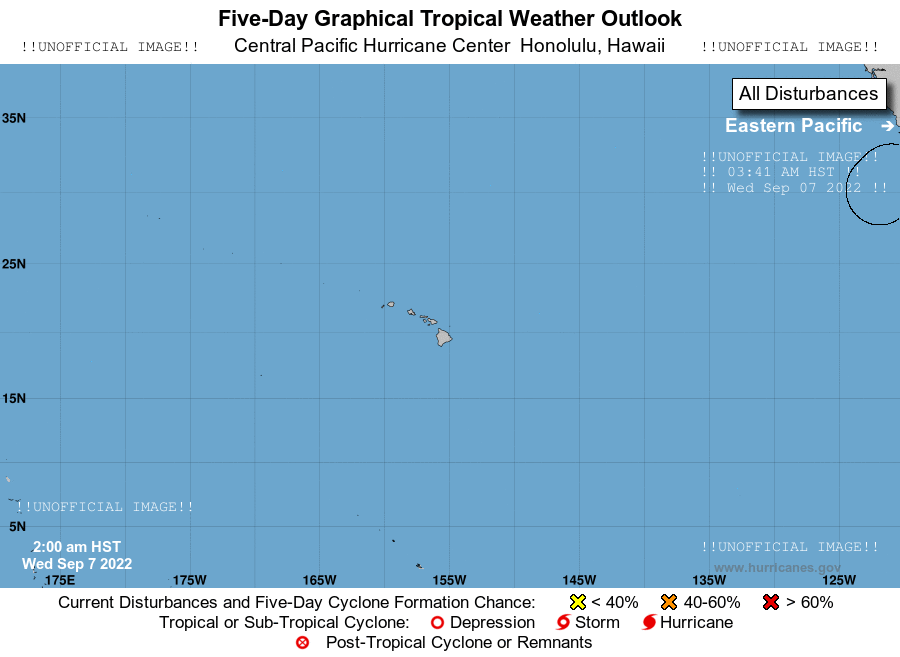 Five-Day Graphical Tropical Weather Outlook
!!UNOFFICIAL IMAGE!! Central Pacific Hurricane Center Honolulu, Hawaii !!UNOFFICIAL IMAGE!!
All Disturbances
35N
Eastern Pacific
!!UNOFFICIAL IMAGE!!
!! 03:41 AM HST !!
!! Wed Sep 07 2022 !!
25N
15N
!!UNOFFICIAL IMAGE!!
5N
2:00 am HST
Wed Sep 7 2022
!!UNOFFICIAL IMAGE!!
www.hurricanes.gov
175E 175W 165W 155W 145W 135W 125W
Current Disturbances and Five-Day Cyclone Formation Chance: < 40% 40-60% > 60%
Tropical or Sub-Tropical Cyclone: Depression Storm Hurricane
Post-Tropical Cyclone or Remnants